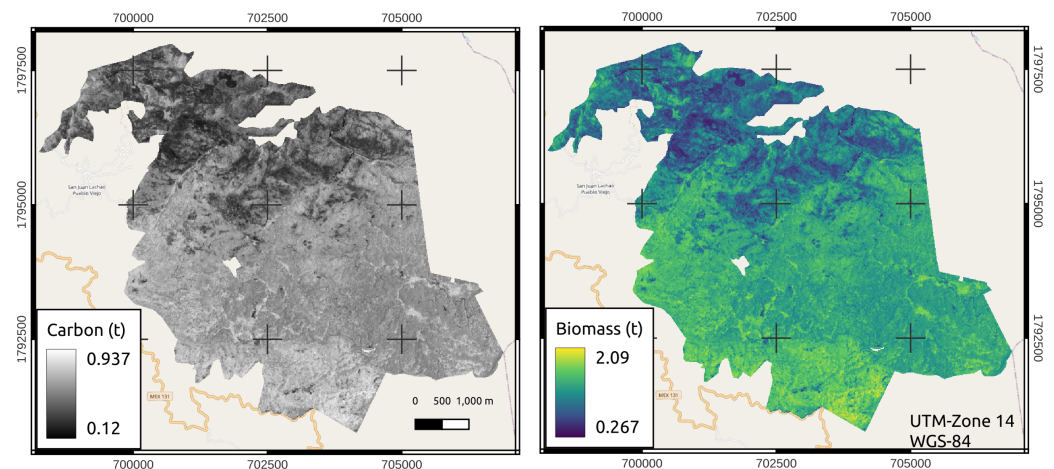 700000 702500 705000
700000 702500 705000
1797500
1795000
1792500
San Juan Lachao
Pueblo Viejo
MEX 131
Carbon (t)
0.937
0.12
0 500 1,000 m
700000 702500 705000
San Juan Lachao
Pueblo Viejo
MEX 131
Biomass (t)
2.09
0.267
UTM-Zone 14
WGS-84
1797500
1795000
1792500
700000 702500 705000